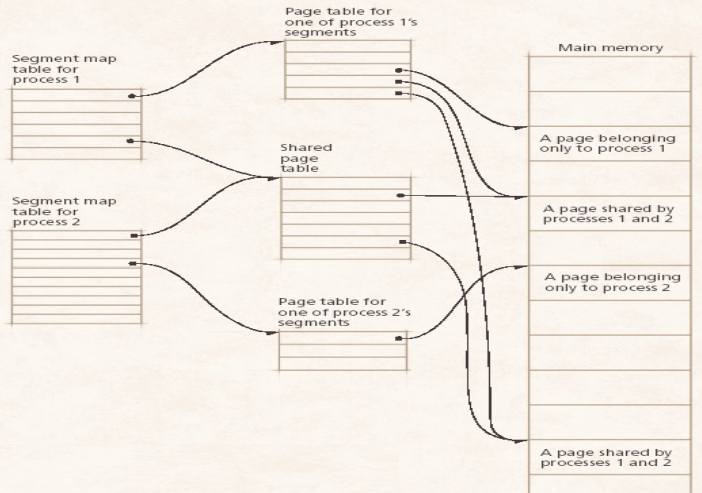 Page table for
one of process 1's
segments
Main memory
Segment map
table for
process 1
A page belonging
only to process 1
Shared
page
table
Segment map
table for
process 2
A page shared by
processes 1 and 2
A page belonging
only to process 2
Page table for
one of process 2's
segments
A page shared by
processes 1 and 2